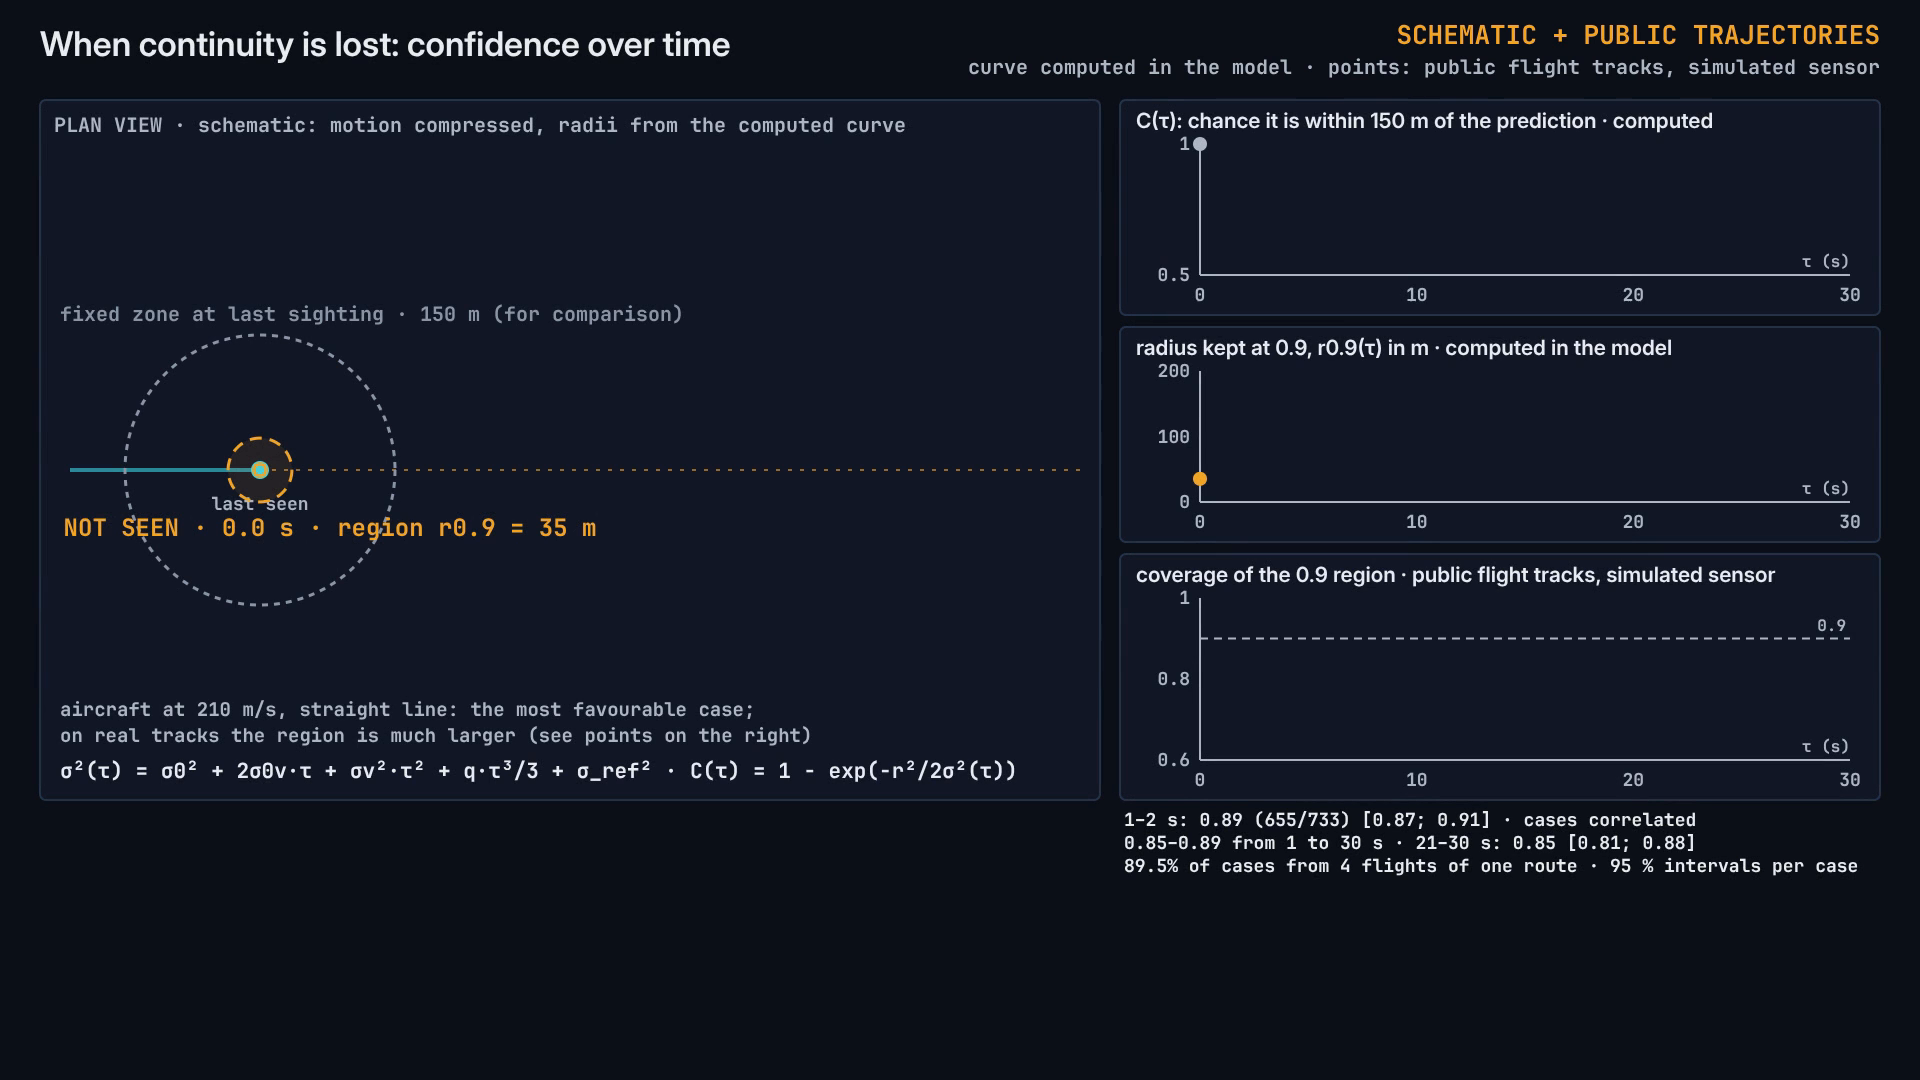 When continuity is lost: confidence over time
SCHEMATIC + PUBLIC TRAJECTORIES
curve computed in the model · points: public flight tracks, simulated sensor
PLAN VIEW · schematic: motion compressed, radii from the computed curve
fixed zone at last sighting · 150 m (for comparison)
last seen
NOT SEEN · 0.0 s · region r0.9 = 35 m
aircraft at 210 m/s, straight line: the most favourable case;
on real tracks the region is much larger (see points on the right)
σ²(τ) = σ0² + 2σ0v·τ + σv²·τ² + q·τ³/3 + σ_ref² · C(τ) = 1 - exp(-r²/2σ²(τ))
C(τ): chance it is within 150 m of the prediction · computed
1
0.5
τ (s)
0 10 20 30
radius kept at 0.9, r0.9(τ) in m · computed in the model
200
100
0
τ (s)
0 10 20 30
coverage of the 0.9 region · public flight tracks, simulated sensor
1
0.9
0.8
0.6
τ (s)
0 10 20 30
1–2 s: 0.89 (655/733) [0.87; 0.91] · cases correlated
0.85–0.89 from 1 to 30 s · 21–30 s: 0.85 [0.81; 0.88]
89.5% of cases from 4 flights of one route · 95 % intervals per case